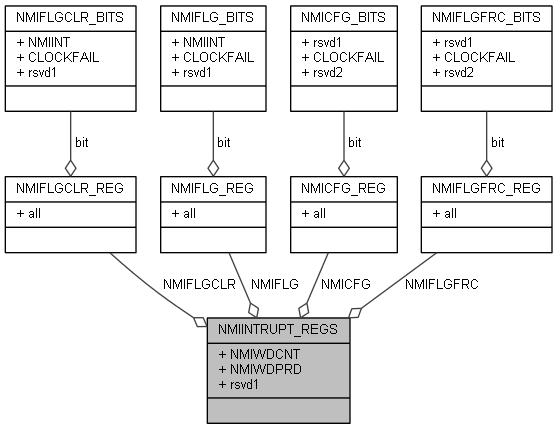 NMIFLGCLR_BITS
+ NMIINT
+ CLOCKFAIL
+ rsvd1
NMIFLG_BITS
+ NMIINT
+ CLOCKFAIL
+ rsvd1
NMICFG_BITS
+ rsvd1
+ CLOCKFAIL
+ rsvd2
NMIFLGFRC_BITS
+ rsvd1
+ CLOCKFAIL
+ rsvd2
bit
bit
bit
bit
NMIFLGCLR_REG
+ all
NMIFLG_REG
+ all
NMICFG_REG
+ all
NMIFLGFRC_REG
+ all
NMIFLGCLR
NMIFLG
NMICFG
NMIFLGFRC
NMIINTRUPT_REGS
+ NMIWDCNT
+ NMIWDPRD
+ rsvd1